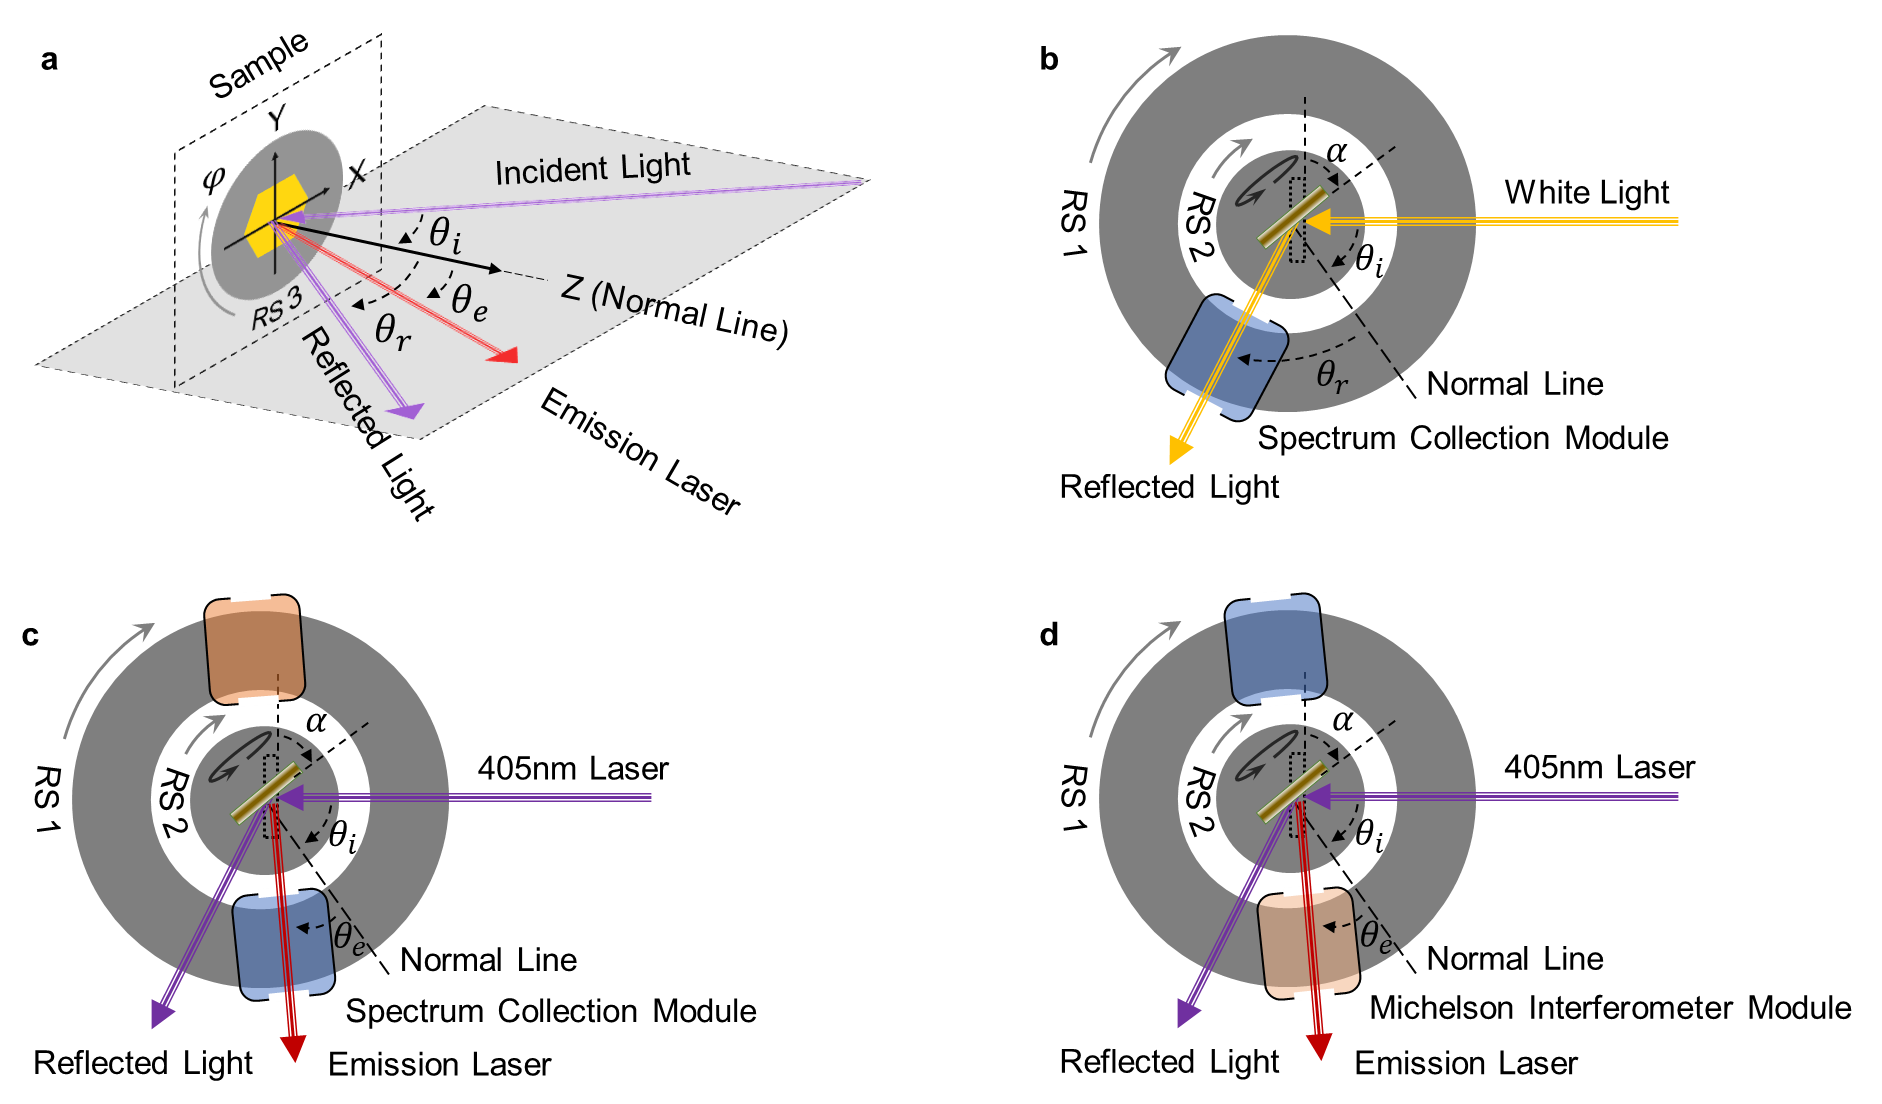 a
Sample
Y
X
φ
RS 3
Incident Light
θi
Z (Normal Line)
θe
θr
Reflected Light
Emission Laser
b
RS 1
RS 2
α
White Light
θi
θr
Normal Line
Spectrum Collection Module
Reflected Light
c
RS 1
RS 2
α
405nm Laser
θi
θe
Normal Line
Spectrum Collection Module
Reflected Light
Emission Laser
d
RS 1
RS 2
α
405nm Laser
θi
θe
Normal Line
Michelson Interferometer Module
Reflected Light
Emission Laser